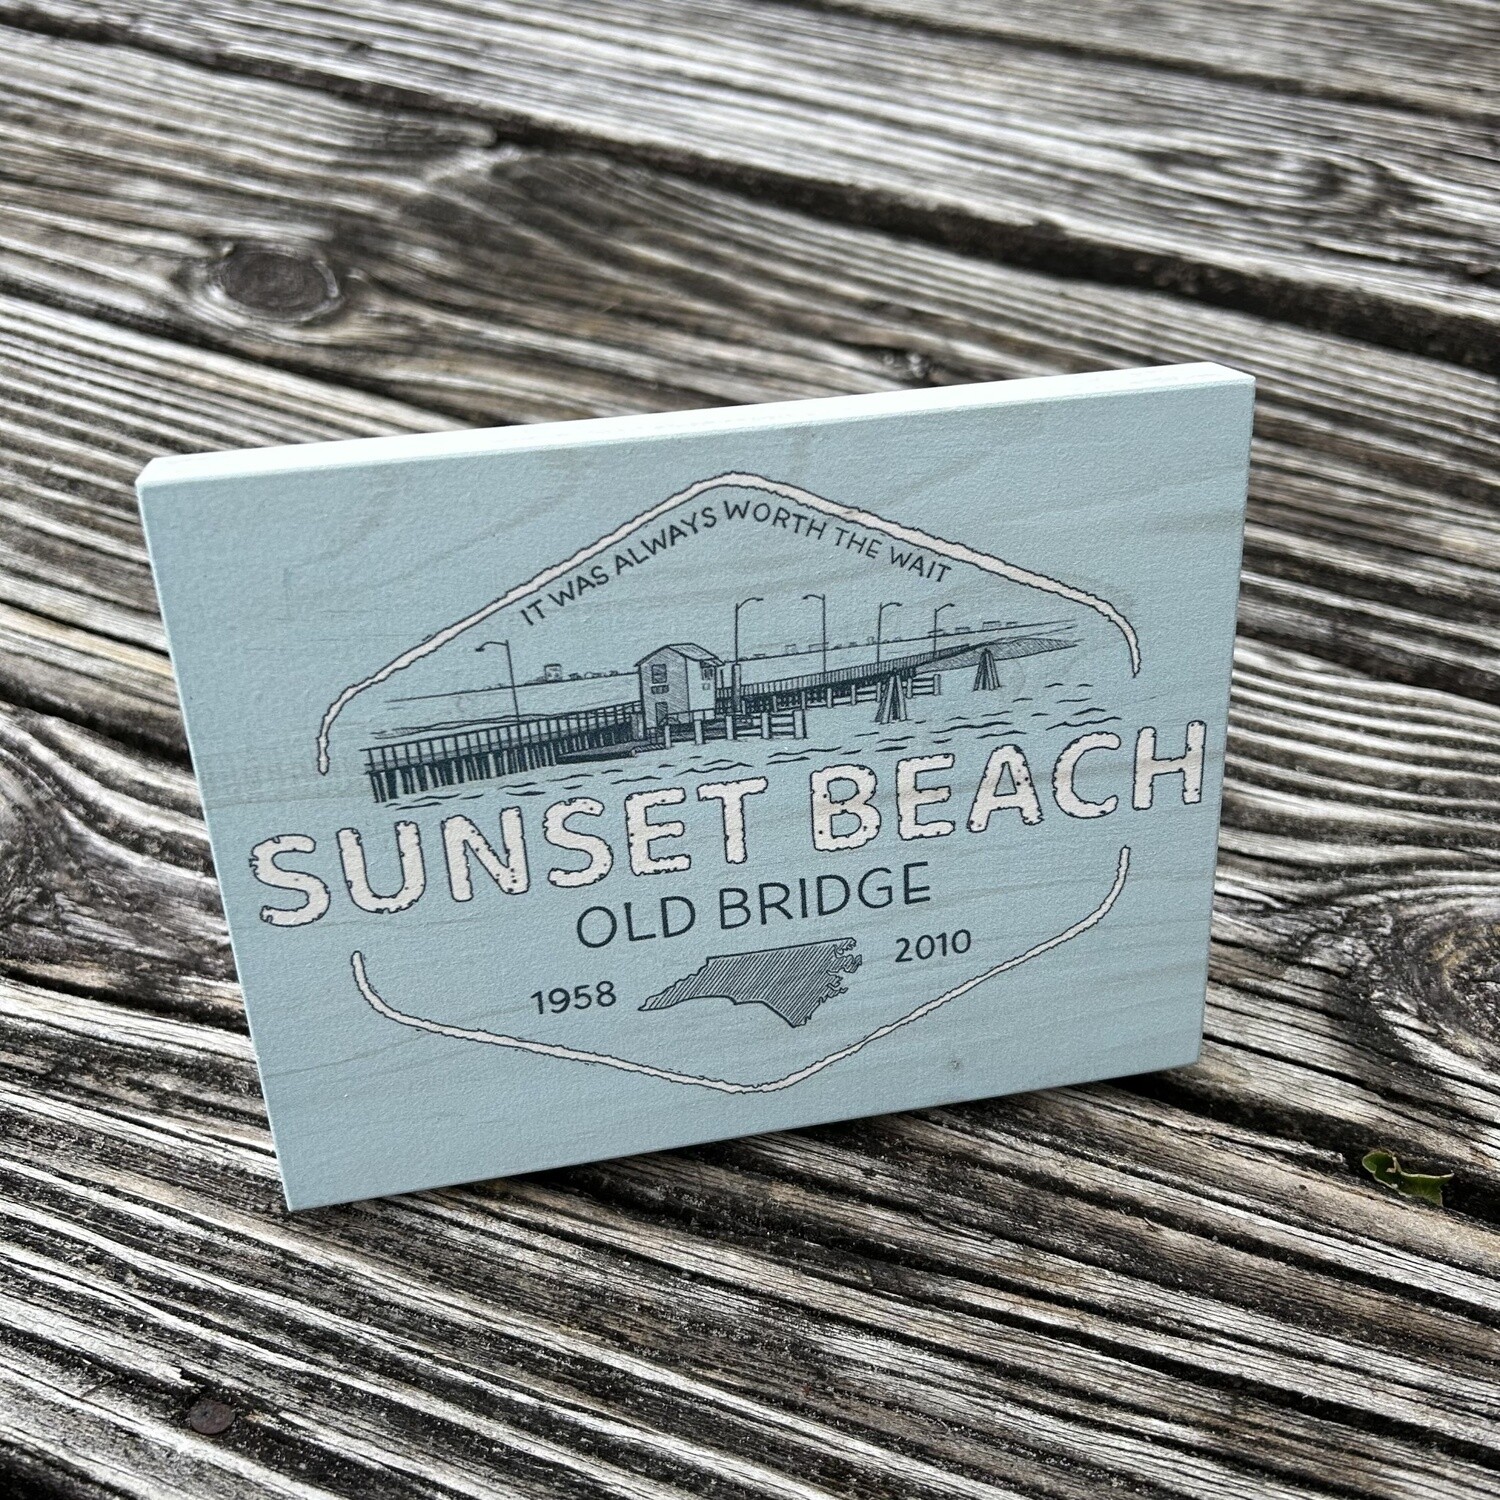 IT WAS ALWAYS WORTH THE WAIT
SUNSET BEACH
OLD BRIDGE
1958 2010